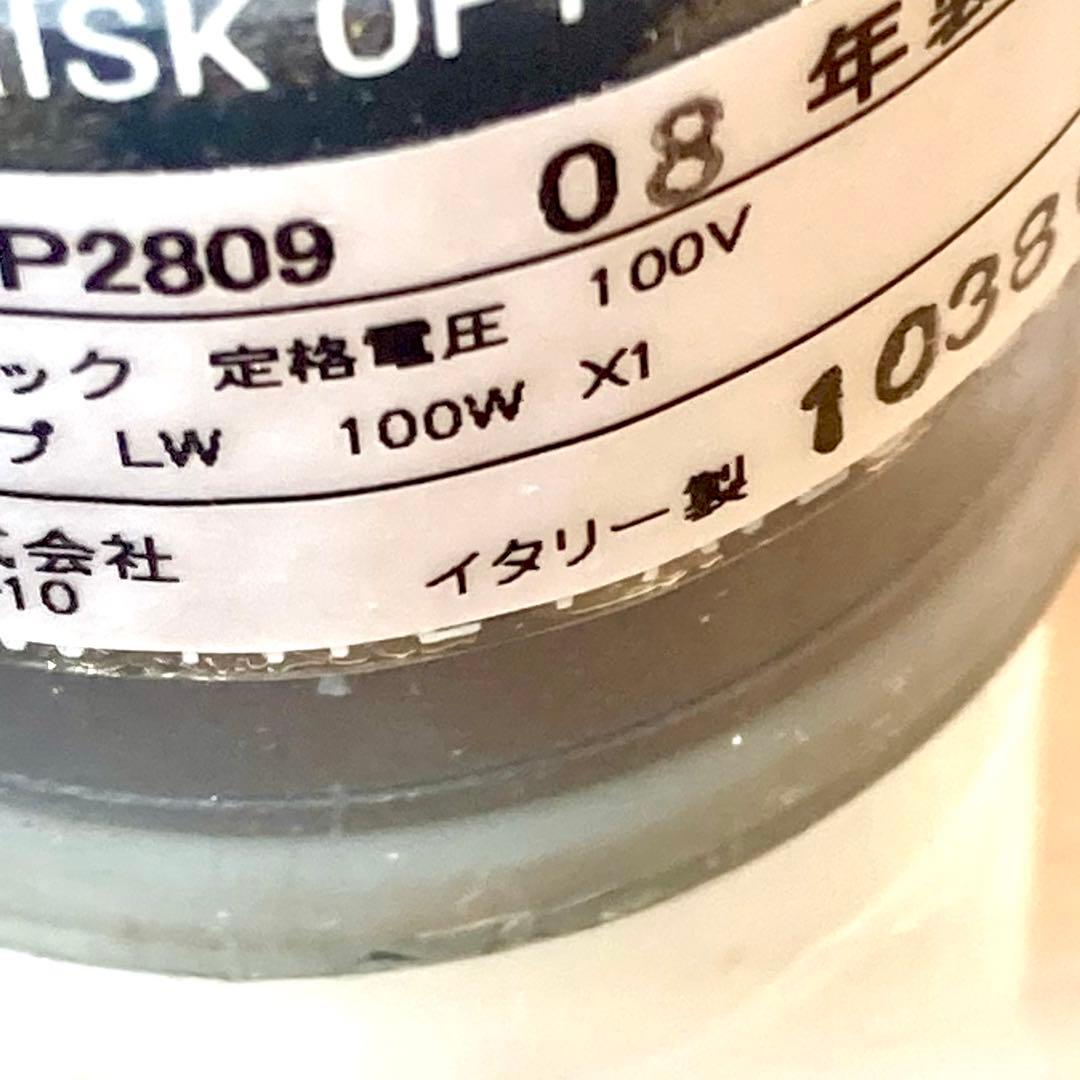 ISK OF
P2809 08 年製
ック 定格電圧 100V
プ LW 100W X1
式会社 イタリー製 1038
-10